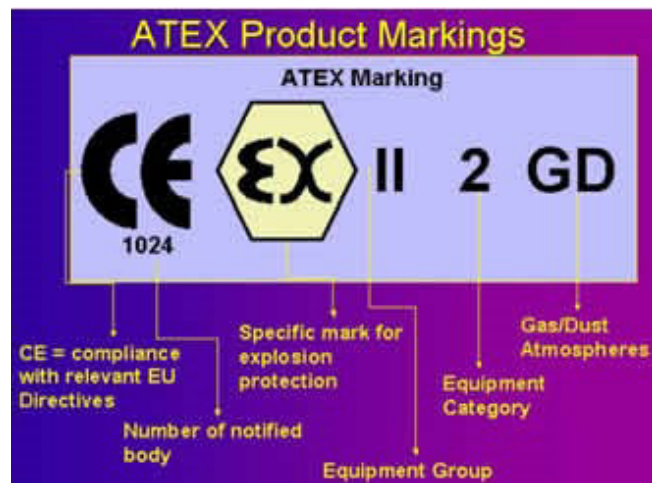 ATEX Product Markings
ATEX Marking
CE εx II 2 GD
1024
CE = compliance
with relevant EU
Directives
Number of notified
body
Specific mark for
explosion
protection
Equipment Group
Equipment
Category
Gas/Dust
Atmospheres